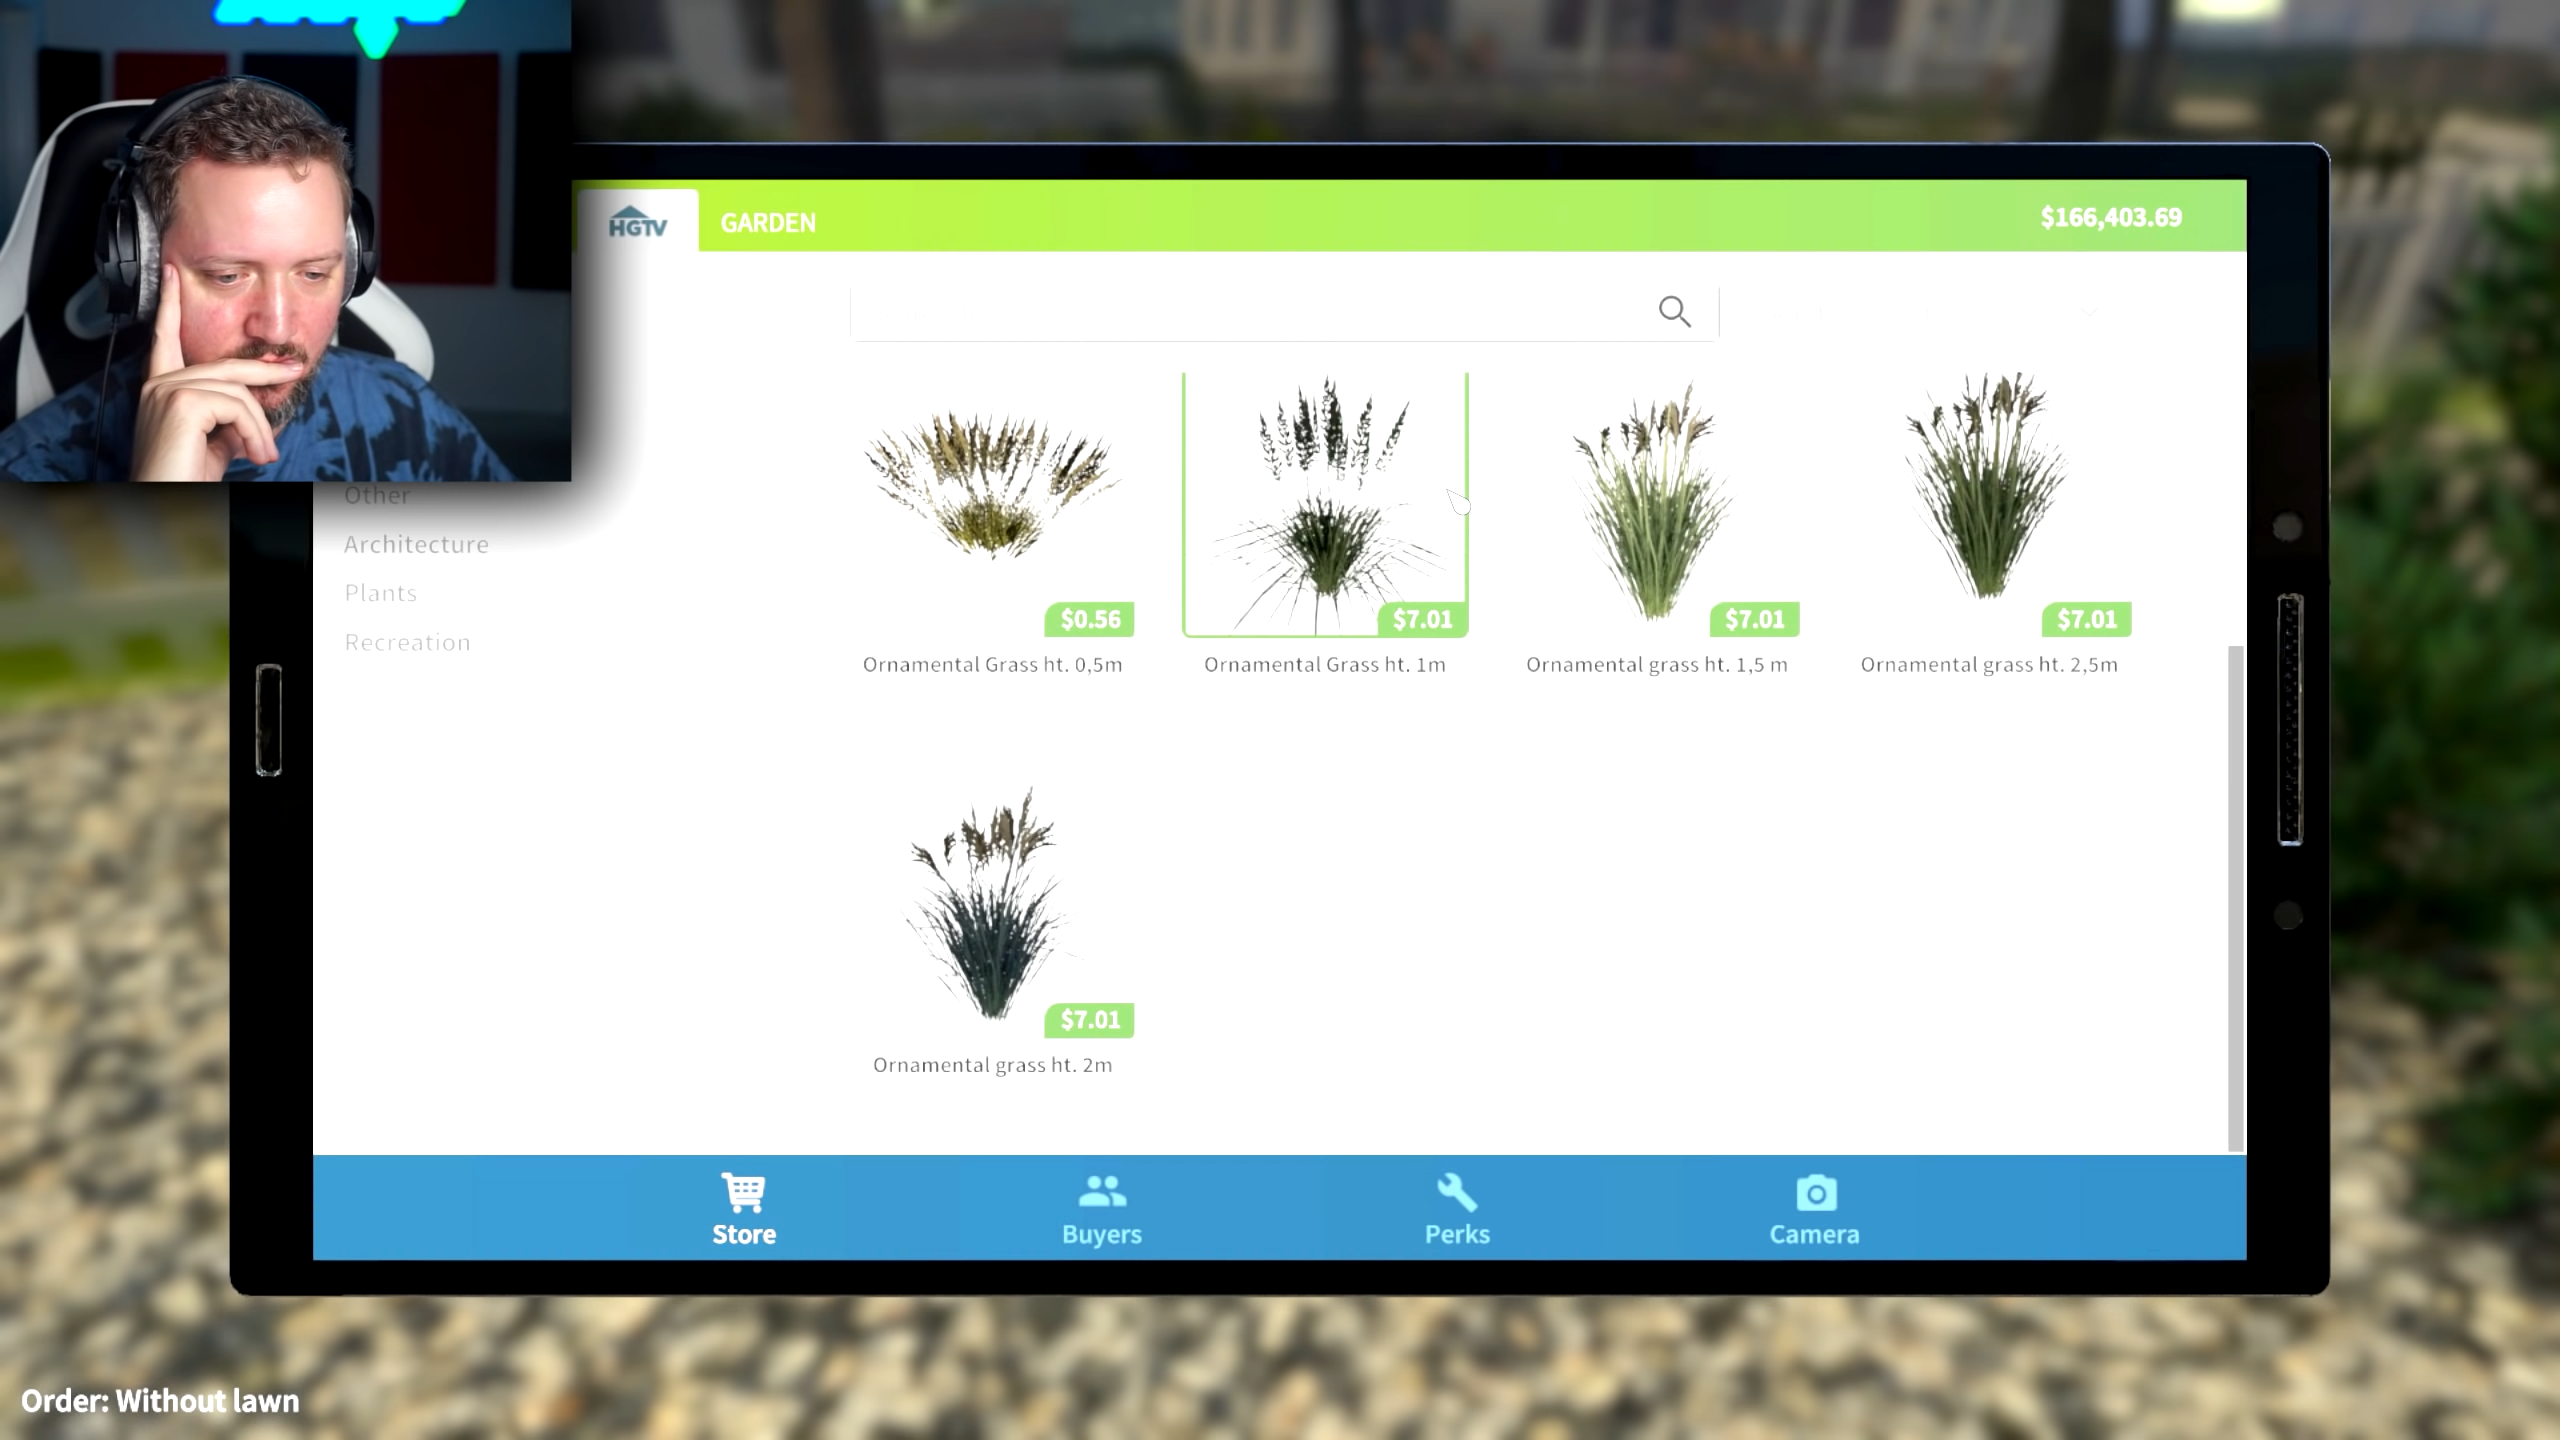 HGTV
GARDEN
$166,403.69
Other
Architecture
Plants
Recreation
$0.56
$7.01
$7.01
$7.01
Ornamental Grass ht. 0,5m
Ornamental Grass ht. 1m
Ornamental grass ht. 1,5 m
Ornamental grass ht. 2,5m
$7.01
Ornamental grass ht. 2m
Store
Buyers
Perks
Camera
Order: Without lawn